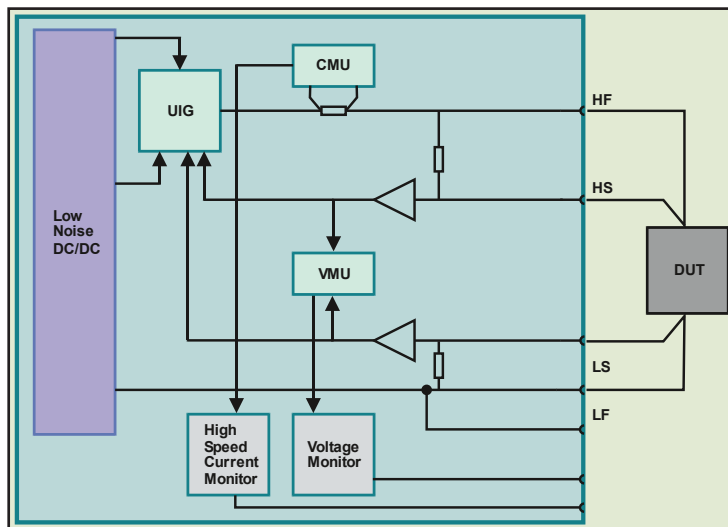 CMU
UIG
HF
HS
Low
Noise
DC/DC
VMU
DUT
LS
LF
High
Speed
Current
Monitor
Voltage
Monitor